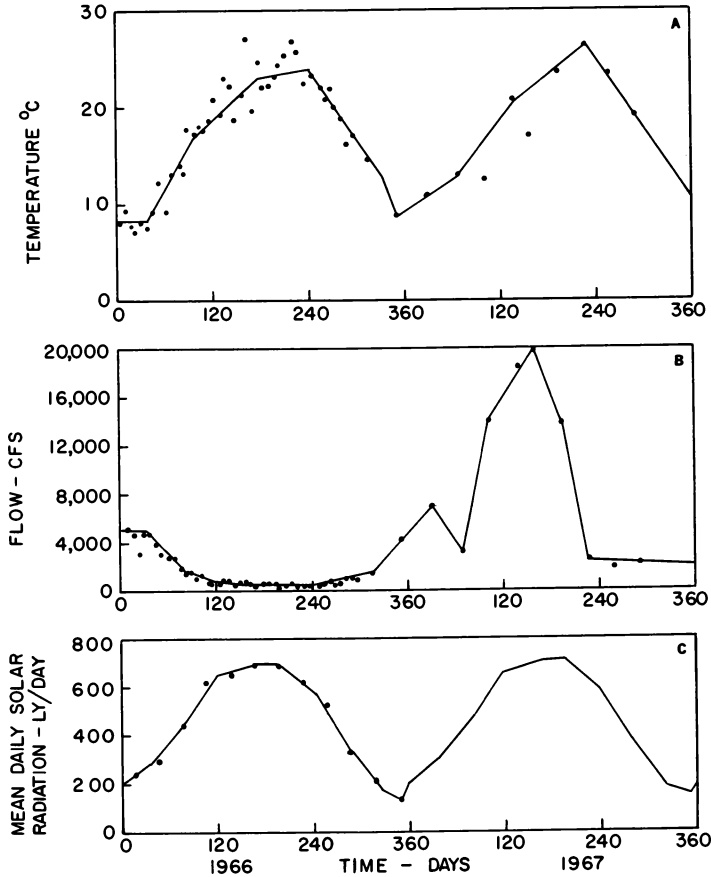 A
30
20
10
0
TEMPERATURE °C
0 120 240 360 120 240 360
B
20,000
16,000
12,000
8,000
4,000
0
FLOW – CFS
0 120 240 360 120 240 360
C
800
600
400
200
0
MEAN DAILY SOLAR
RADIATION – LY/DAY
0 120 240 360 120 240 360
1966 TIME – DAYS 1967